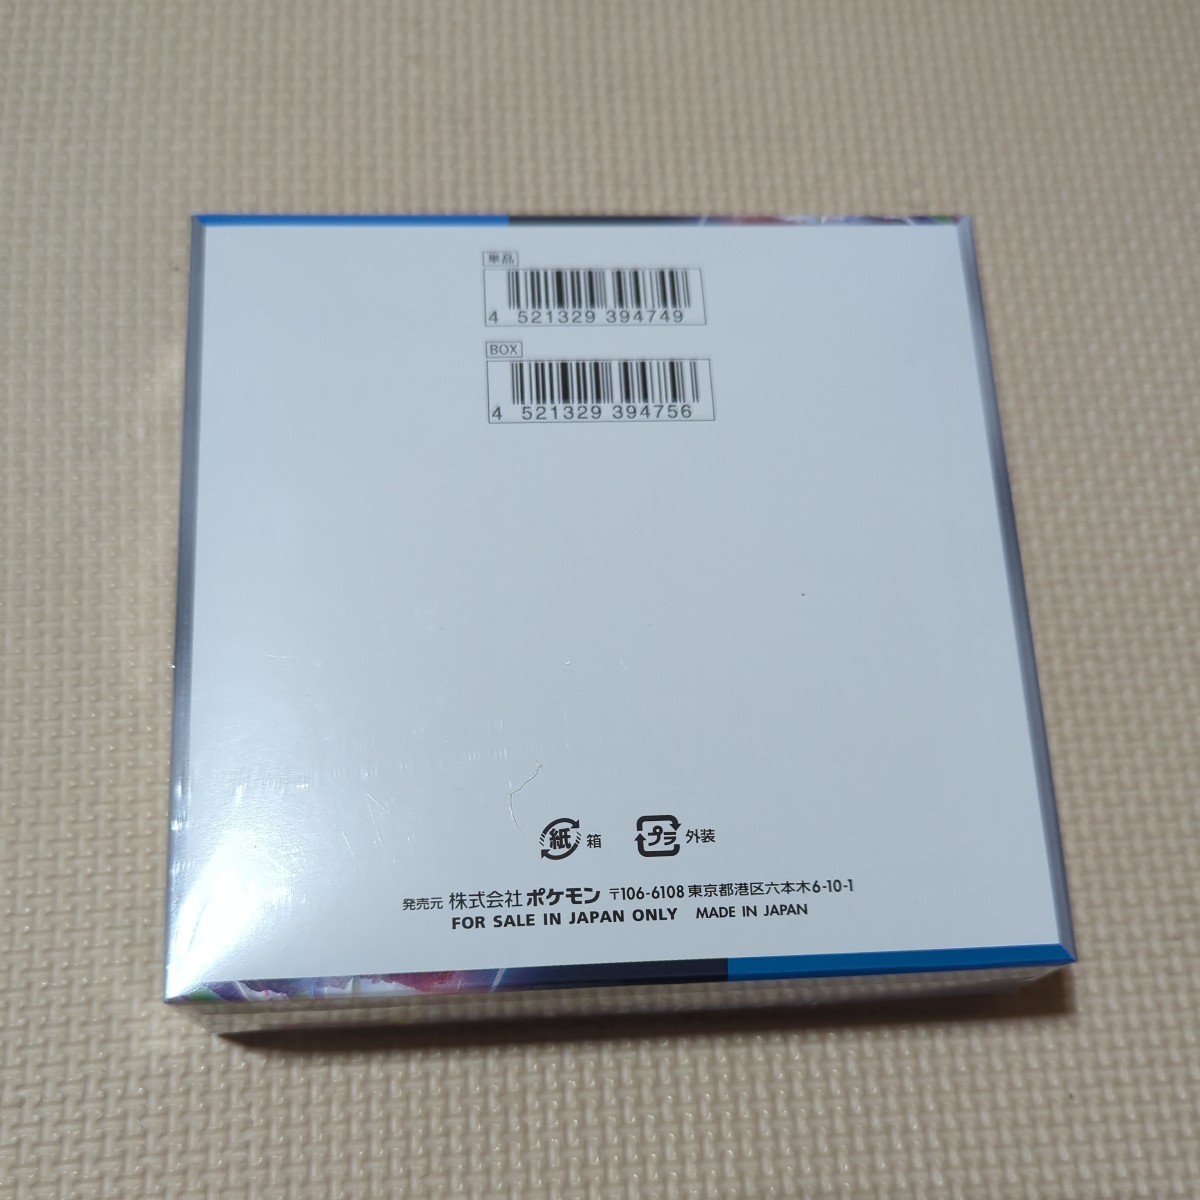 単品
4 521329 394749
BOX
4 521329 394756
紙 箱 プラ 外装
発売元 株式会社 ポケモン 〒106-6108 東京都港区六本木6-10-1
FOR SALE IN JAPAN ONLY MADE IN JAPAN